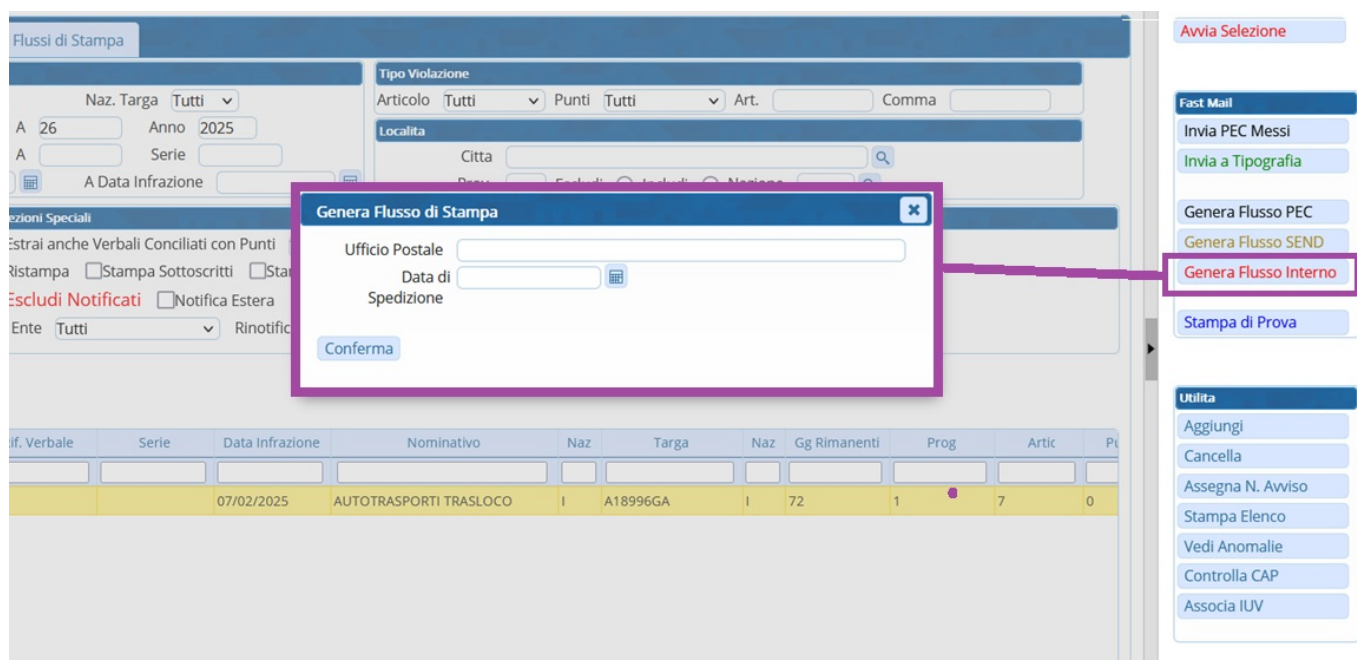 Flussi di Stampa
Avvia Selezione
Tipo Violazione
Naz. Targa Tutti
Articolo Tutti Punti Tutti Art. Comma
Fast Mail
A 26 Anno 2025
Localita
Invia PEC Messi
A Serie
Citta
Invia a Tipografia
A Data Infrazione
Genera Flusso di Stampa
Genera Flusso PEC
Speciali
Estrai anche Verbali Conciliati con Punti
Ufficio Postale
Genera Flusso SEND
Ristampa Stampa Sottoscritti
Data di
Spedizione
Genera Flusso Interno
Escludi Notificati Notifica Estera
Ente Tutti
Stampa di Prova
Conferma
Utilita
Aggiungi
Verbale Serie Data Infrazione Nominativo Naz Targa Naz Gg Rimanenti Prog Artic
Cancella
Assegna N. Avviso
07/02/2025 AUTOTRASPORTI TRASLOCO I A18996GA I 72 1 7 0
Stampa Elenco
Vedi Anomalie
Controlla CAP
Associa IUV